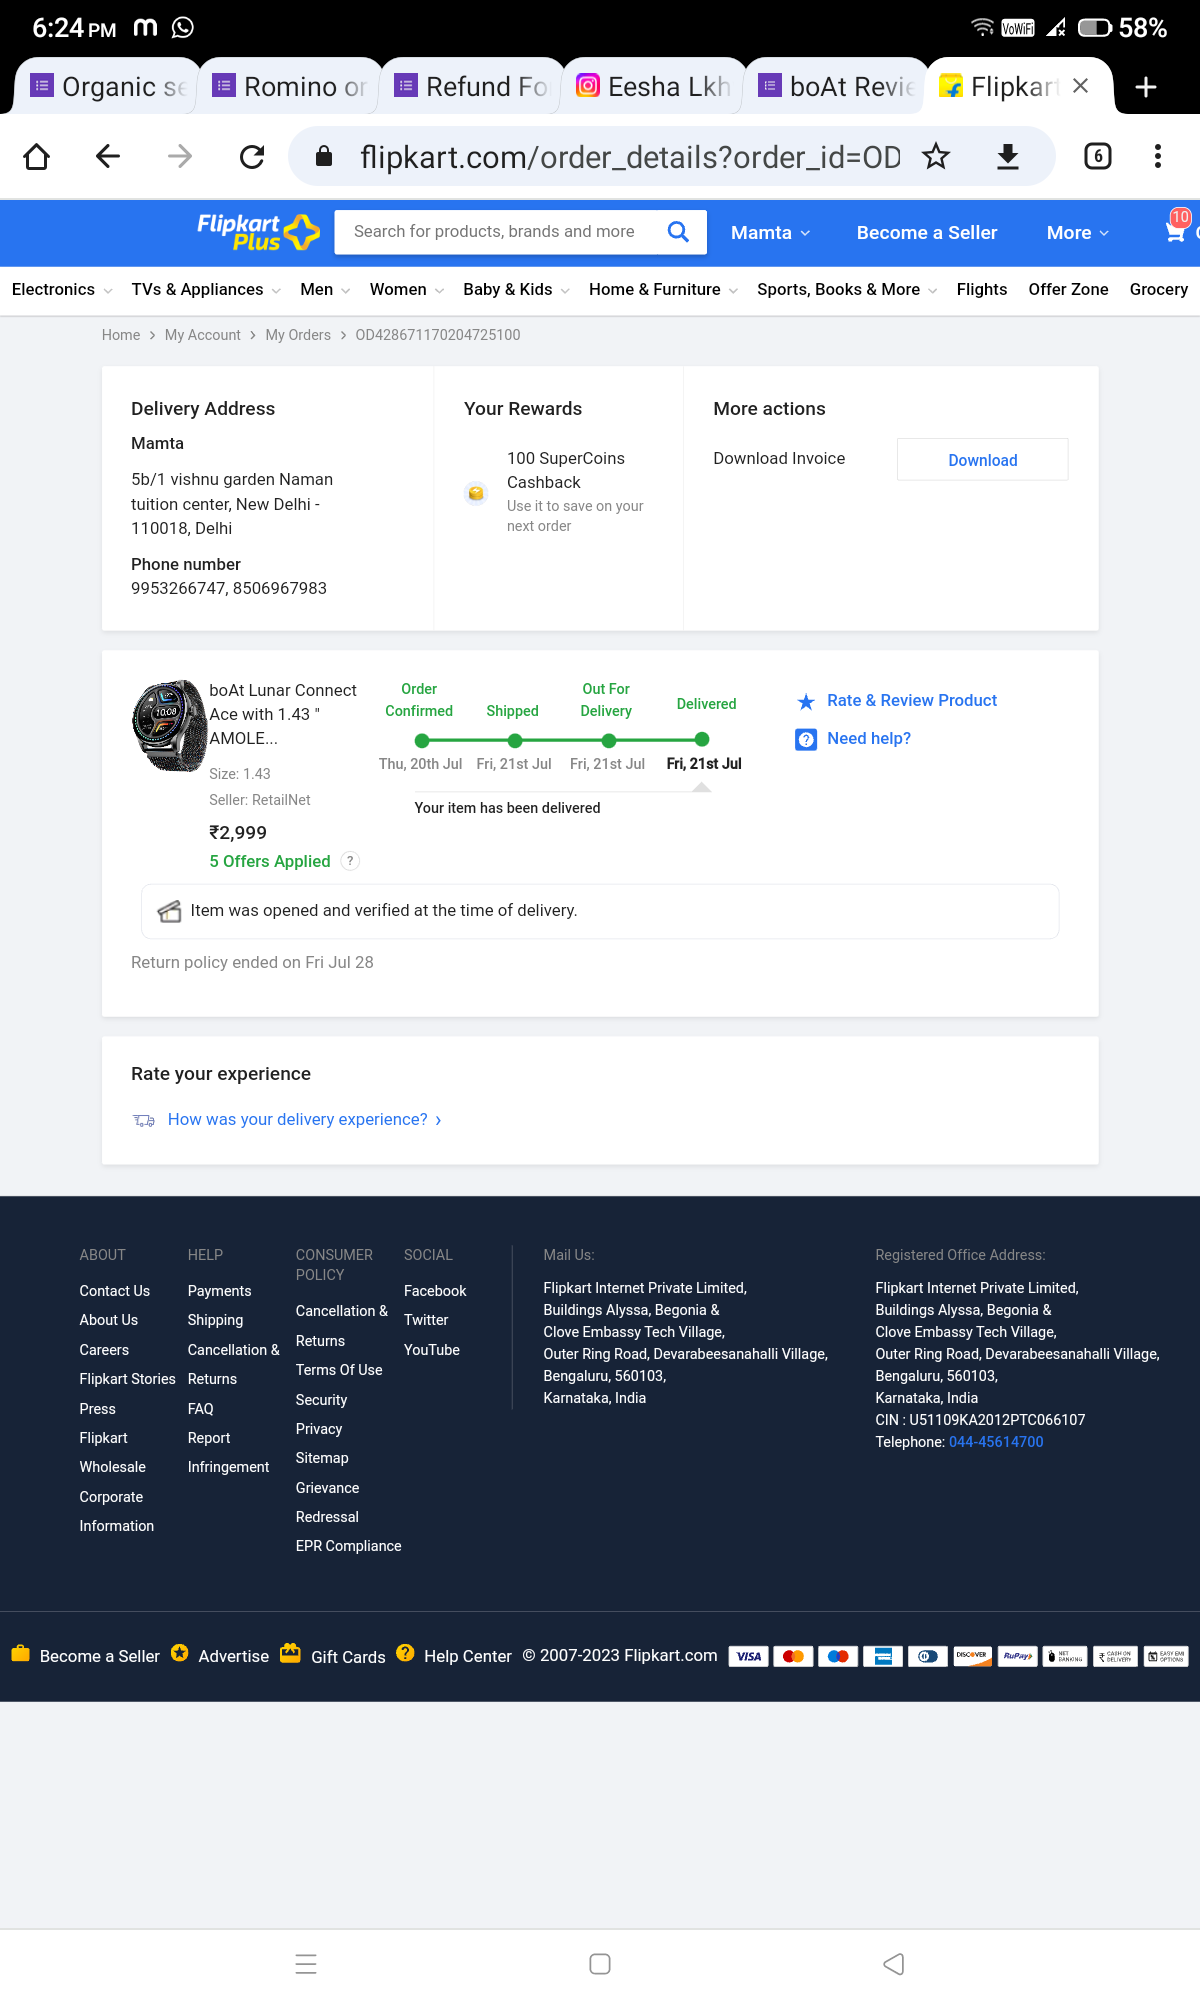 6:24 PM
VoWiFi
58%
Organic se
Romino or
Refund Fo
Eesha Lkh
boAt Revie
Flipkart
flipkart.com/order_details?order_id=OD
6
Flipkart
Plus
Search for products, brands and more
Mamta
Become a Seller
More
10
Electronics
TVs & Appliances
Men
Women
Baby & Kids
Home & Furniture
Sports, Books & More
Flights
Offer Zone
Grocery
Home > My Account > My Orders > OD428671170204725100
Delivery Address
Mamta
5b/1 vishnu garden Naman
tuition center, New Delhi -
110018, Delhi
Phone number
9953266747, 8506967983
Your Rewards
100 SuperCoins
Cashback
Use it to save on your
next order
More actions
Download Invoice
Download
boAt Lunar Connect
Ace with 1.43 "
AMOLE...
Size: 1.43
Seller: RetailNet
₹2,999
5 Offers Applied ?
Order
Confirmed
Shipped
Out For
Delivery
Delivered
Thu, 20th Jul
Fri, 21st Jul
Fri, 21st Jul
Fri, 21st Jul
Your item has been delivered
Rate & Review Product
Need help?
Item was opened and verified at the time of delivery.
Return policy ended on Fri Jul 28
Rate your experience
How was your delivery experience? ›
ABOUT
Contact Us
About Us
Careers
Flipkart Stories
Press
Flipkart
Wholesale
Corporate
Information
HELP
Payments
Shipping
Cancellation &
Returns
FAQ
Report
Infringement
CONSUMER
POLICY
Cancellation &
Returns
Terms Of Use
Security
Privacy
Sitemap
Grievance
Redressal
EPR Compliance
SOCIAL
Facebook
Twitter
YouTube
Mail Us:
Flipkart Internet Private Limited,
Buildings Alyssa, Begonia &
Clove Embassy Tech Village,
Outer Ring Road, Devarabeesanahalli Village,
Bengaluru, 560103,
Karnataka, India
Registered Office Address:
Flipkart Internet Private Limited,
Buildings Alyssa, Begonia &
Clove Embassy Tech Village,
Outer Ring Road, Devarabeesanahalli Village,
Bengaluru, 560103,
Karnataka, India
CIN : U51109KA2012PTC066107
Telephone: 044-45614700
Become a Seller
Advertise
Gift Cards
Help Center
© 2007-2023 Flipkart.com
VISA
DISCOVER
RuPay
NET
BANKING
CASH ON
DELIVERY
EASY EMI
OPTIONS